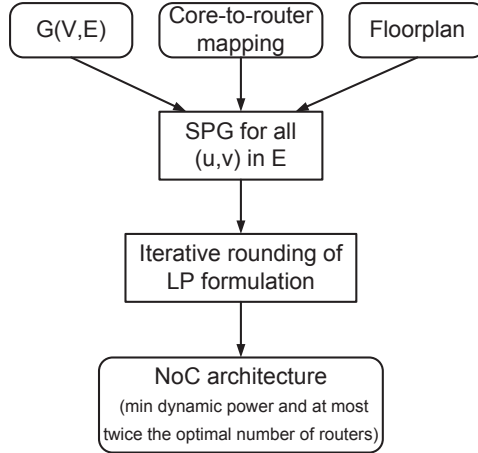 G(V,E)
Core-to-router
mapping
Floorplan
SPG for all
(u,v) in E
Iterative rounding of
LP formulation
NoC architecture
(min dynamic power and at most
twice the optimal number of routers)